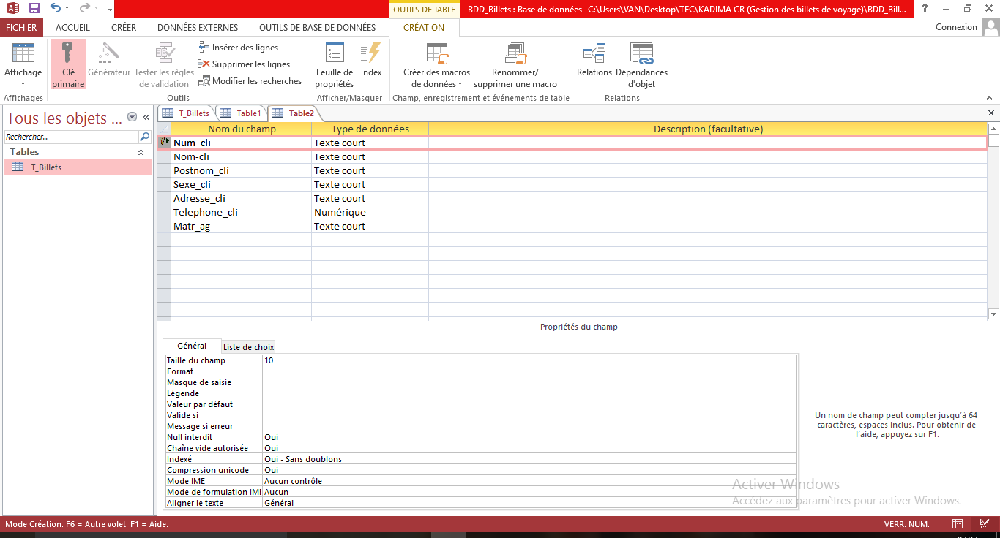 OUTILS DE TABLE
BDD_Billets : Base de données- C:\Users\VAN\Desktop\TFC\KADIMA CR (Gestion des billets de voyage)\BDD_Bill...
?
FICHIER ACCUEIL CRÉER DONNÉES EXTERNES OUTILS DE BASE DE DONNÉES CRÉATION Connexion
Affichage
Clé primaire
Générateur
Tester les règles de validation
Insérer des lignes
Supprimer les lignes
Modifier les recherches
Feuille de propriétés
Index
Créer des macros de données
Renommer/ supprimer une macro
Relations
Dépendances d'objet
Affichages Outils Afficher/Masquer Champ, enregistrement et événements de table Relations
Tous les objets ... «
Rechercher...
Tables
T_Billets
T_Billets Table1 Table2
Nom du champ Type de données Description (facultative)
Num_cli Texte court
Nom-cli Texte court
Postnom_cli Texte court
Sexe_cli Texte court
Adresse_cli Texte court
Telephone_cli Numérique
Matr_ag Texte court
Propriétés du champ
Général Liste de choix
Taille du champ 10
Format
Masque de saisie
Légende
Valeur par défaut
Valide si
Message si erreur
Null interdit Oui
Chaîne vide autorisée Oui
Indexé Oui - Sans doublons
Compression unicode Oui
Mode IME Aucun contrôle
Mode de formulation IME Aucun
Aligner le texte Général
Un nom de champ peut compter jusqu'à 64
caractères, espaces inclus. Pour obtenir de
l'aide, appuyez sur F1.
Activer Windows
Accédez aux paramètres pour activer Windows.
Mode Création. F6 = Autre volet. F1 = Aide. VERR. NUM.